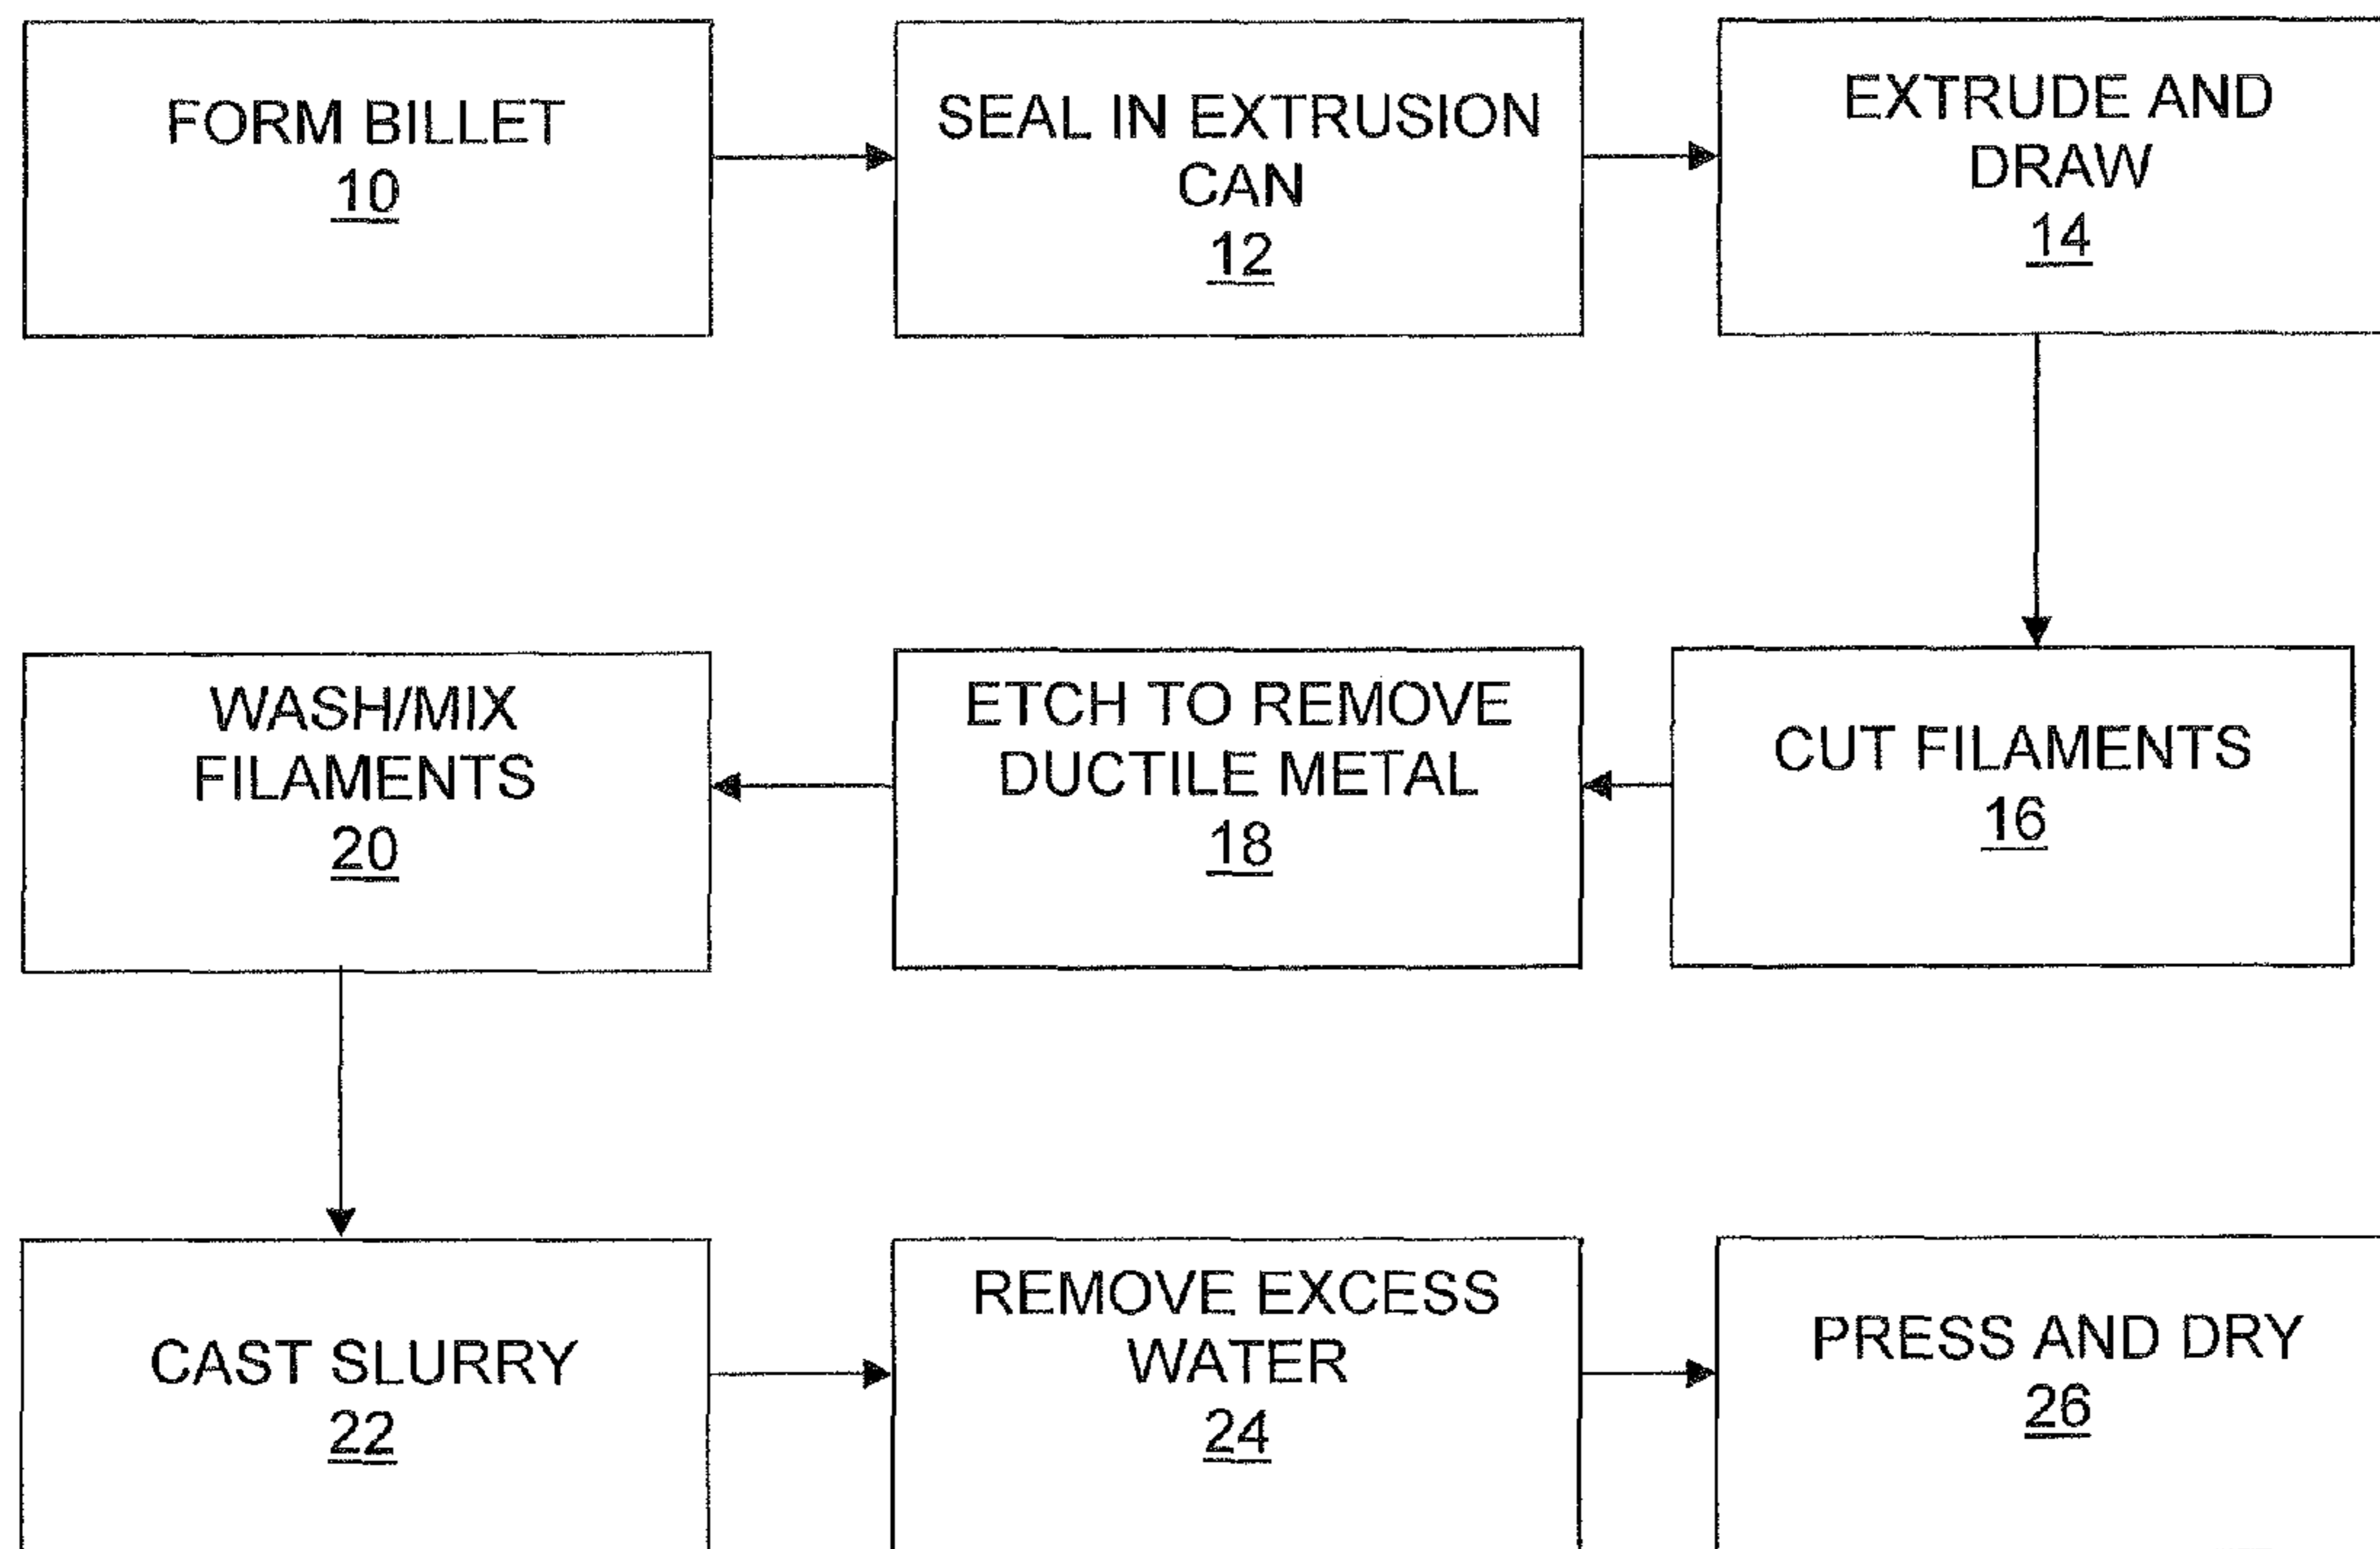 FORM BILLET
10
SEAL IN EXTRUSION
CAN
12
EXTRUDE AND
DRAW
14
CUT FILAMENTS
16
ETCH TO REMOVE
DUCTILE METAL
18
WASH/MIX
FILAMENTS
20
CAST SLURRY
22
REMOVE EXCESS
WATER
24
PRESS AND DRY
26